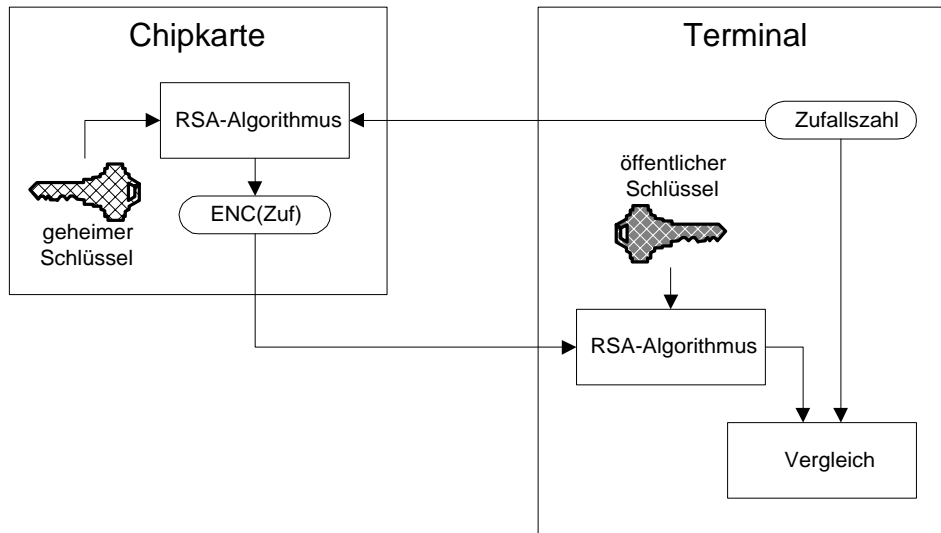 Chipkarte
Terminal
RSA-Algorithmus
Zufallszahl
öffentlicher
Schlüssel
ENC(Zuf)
geheimer
Schlüssel
RSA-Algorithmus
Vergleich